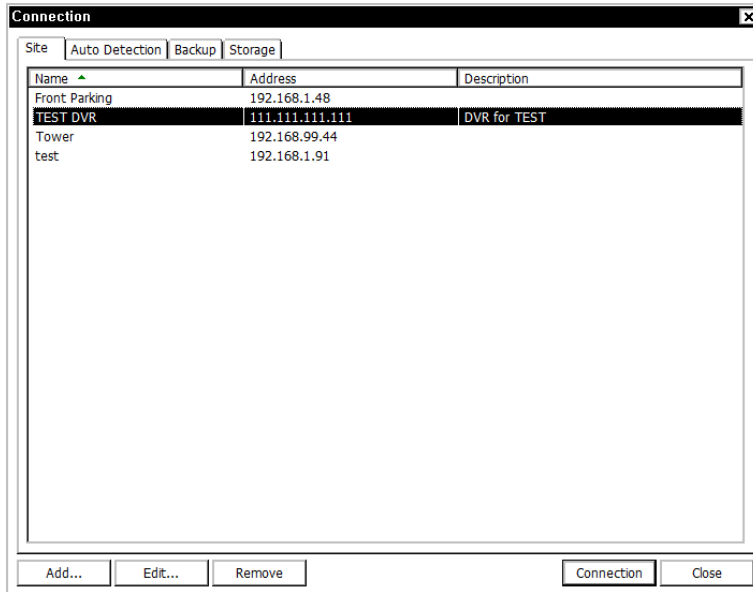 Connection
Site Auto Detection Backup Storage
Name Address Description
Front Parking 192.168.1.48
TEST DVR 111.111.111.111 DVR for TEST
Tower 192.168.99.44
test 192.168.1.91
Add... Edit... Remove Connection Close